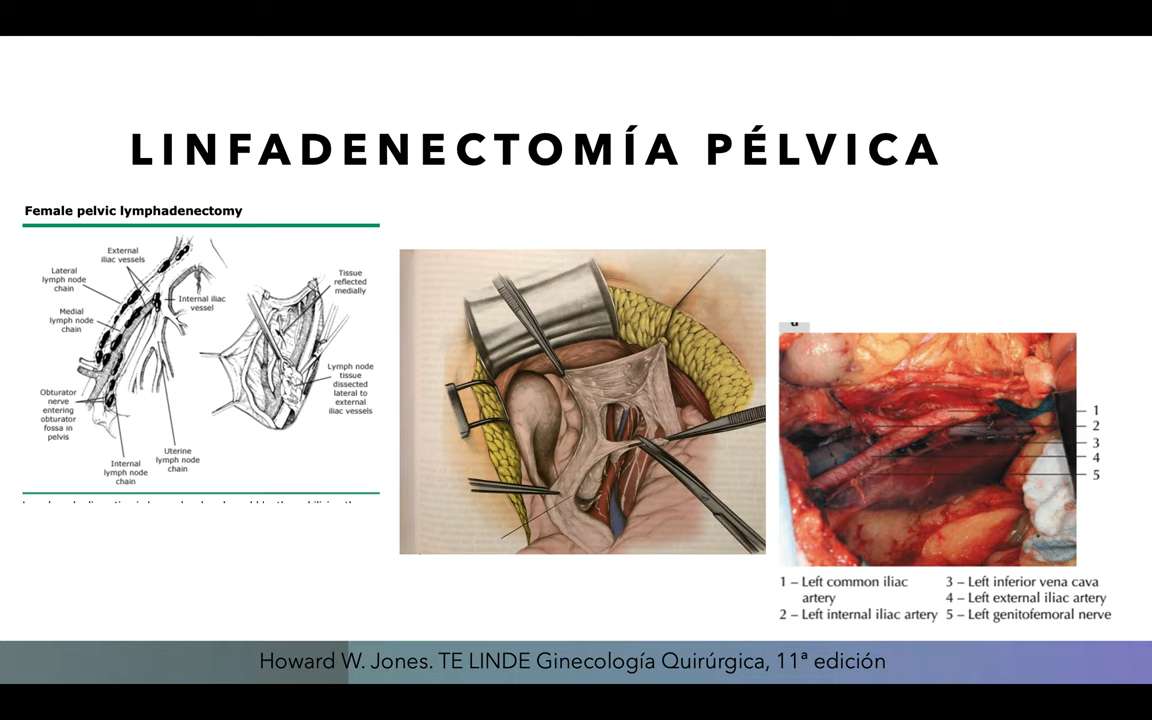 LINFADENECTOMÍA PÉLVICA
Female pelvic lymphadenectomy
External
iliac vessels
Lateral
lymph node
chain
Internal iliac
vessel
Medial
lymph node
chain
Obturator
nerve
entering
obturator
fossa in
pelvis
Internal
lymph node
chain
Uterine
lymph node
chain
Tissue
reflected
medially
Lymph node
tissue
dissected
lateral to
external
iliac vessels
1
2
3
4
5
1 – Left common iliac
artery
2 – Left internal iliac artery
3 – Left inferior vena cava
4 – Left external iliac artery
5 – Left genitofemoral nerve
Howard W. Jones. TE LINDE Ginecología Quirúrgica, 11ª edición